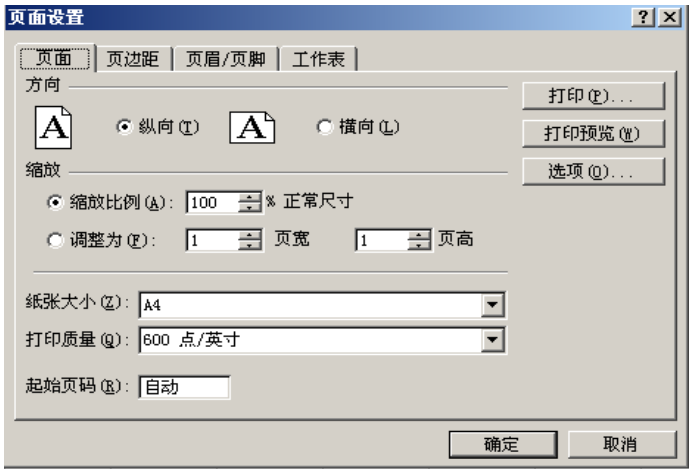 页面设置
页面 页边距 页眉/页脚 工作表
方向
打印(P)...
A 纵向(T) A 横向(L)
打印预览(W)
缩放
选项(O)...
缩放比例(A): 100 % 正常尺寸
调整为(F): 1 页宽 1 页高
纸张大小(Z): A4
打印质量(Q): 600 点/英寸
起始页码(R): 自动
确定 取消